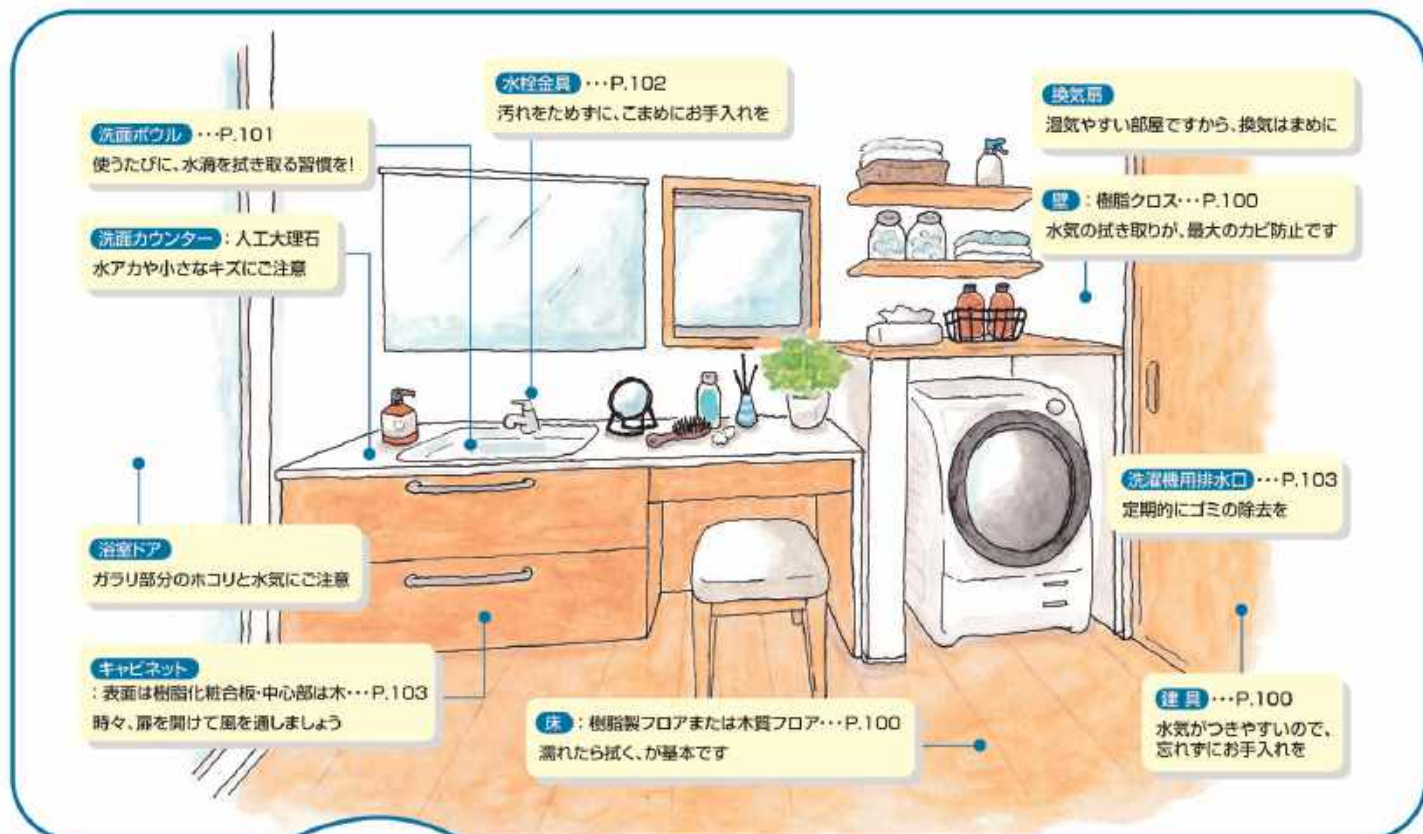 水栓金具 ･･･P.102
汚れをためずに、こまめにお手入れを
換気扇
湿気やすい部屋ですから、換気はまめに
洗面ボウル ･･･P.101
使うたびに、水滴を拭き取る習慣を!
壁 : 樹脂クロス･･･P.100
水気の拭き取りが、最大のカビ防止です
洗面カウンター : 人工大理石
水アカや小さなキズにご注意
洗濯機用排水口 ･･･P.103
定期的にゴミの除去を
浴室ドア
ガラリ部分のホコリと水気にご注意
キャビネット
: 表面は樹脂化粧合板･中心部は木･･･P.103
時々、扉を開けて風を通しましょう
床 : 樹脂製フロアまたは木質フロア･･･P.100
濡れたら拭く、が基本です
建具 ･･･P.100
水気がつきやすいので、
忘れずにお手入れを